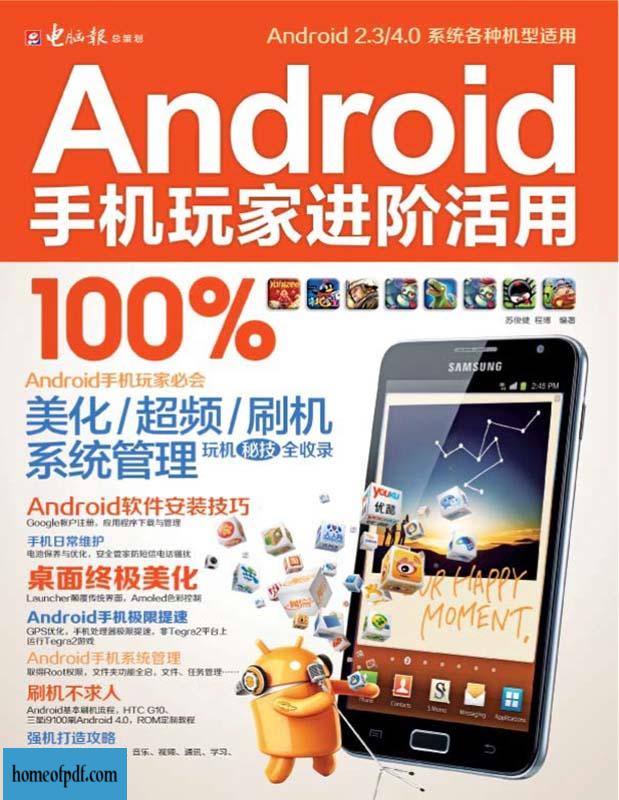 电脑报 总策划
Android 2.3/4.0 系统各种机型适用
Android
手机玩家进阶活用
100%
苏俊健 程博 编著
Android手机玩家必会
美化/超频/刷机
系统管理 玩机秘技全收录
Android软件安装技巧
Google帐户注册，应用程序下载与管理
手机日常维护
电池保养与优化，安全管家防短信电话骚扰
桌面终极美化
Launcher颠覆传统界面，Amoled色彩控制
Android手机极限提速
GPS优化，手机处理器极限提速，非Tegra2平台上
运行Tegra2游戏
Android手机系统管理
取得Root权限，文件夹功能全启，文件、任务管理……
刷机不求人
Android基本刷机流程，HTC G10、
三星i9100刷Android 4.0，ROM定制教程
强机打造攻略
音乐、视频、通讯、学习、
homeofpdf.com
SAMSUNG
2:45 PM
YOUKU
优酷
OUR HAPPY
MOMENT.
Phone
Contacts
S Memo
Messaging
Applications